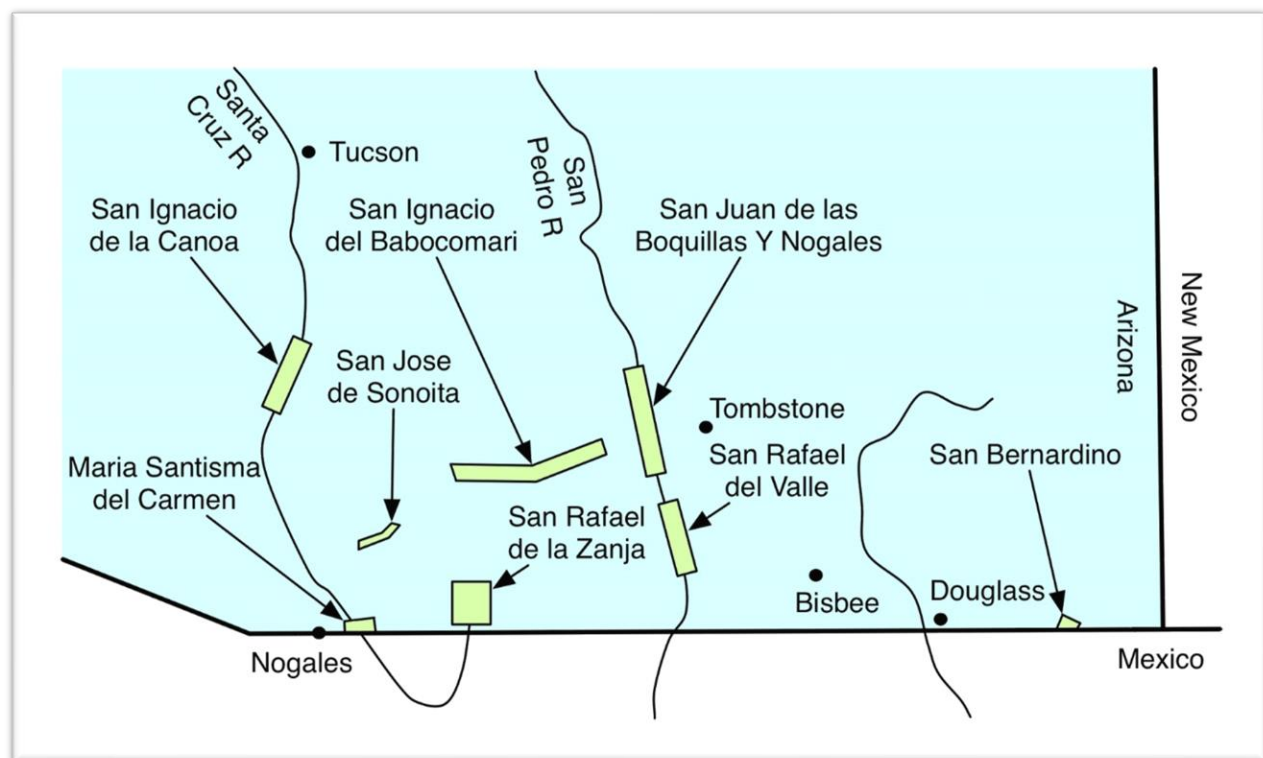 Santa
Cruz R
Tucson
San
Pedro R
San Ignacio
de la Canoa
San Ignacio
del Babocomari
San Juan de las
Boquillas Y Nogales
New Mexico
Arizona
San Jose
de Sonoita
Tombstone
Maria Santisma
del Carmen
San Rafael
del Valle
San Bernardino
San Rafael
de la Zanja
Bisbee
Douglass
Nogales
Mexico